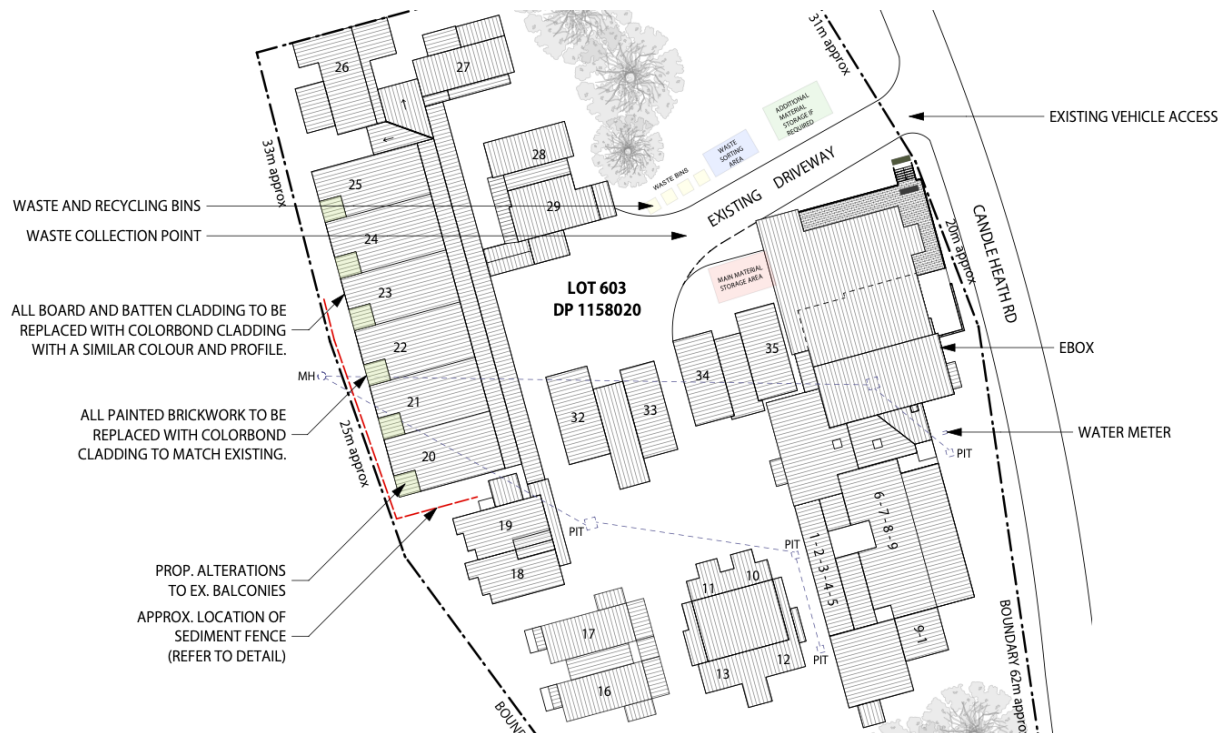 31m approx
26
27
ADDITIONAL
MATERIAL
STORAGE IF
REQUIRED
EXISTING VEHICLE ACCESS
33m approx
WASTE
SORTING
AREA
28
25
WASTE BINS
EXISTING DRIVEWAY
WASTE AND RECYCLING BINS
29
WASTE COLLECTION POINT
24
20m approx
CANDLE HEATH RD
MAIN MATERIAL
STORAGE AREA
LOT 603
DP 1158020
23
ALL BOARD AND BATTEN CLADDING TO BE
REPLACED WITH COLORBOND CLADDING
WITH A SIMILAR COLOUR AND PROFILE.
22
35
EBOX
MH
34
21
32
33
ALL PAINTED BRICKWORK TO BE
REPLACED WITH COLORBOND
CLADDING TO MATCH EXISTING.
25m approx
WATER METER
20
PIT
6-7-8-9
19
PIT
PIT
1-2-3-4-5
18
PROP. ALTERATIONS
TO EX. BALCONIES
11
10
APPROX. LOCATION OF
SEDIMENT FENCE
(REFER TO DETAIL)
17
9-1
BOUNDARY 62m approx
12
PIT
13
16